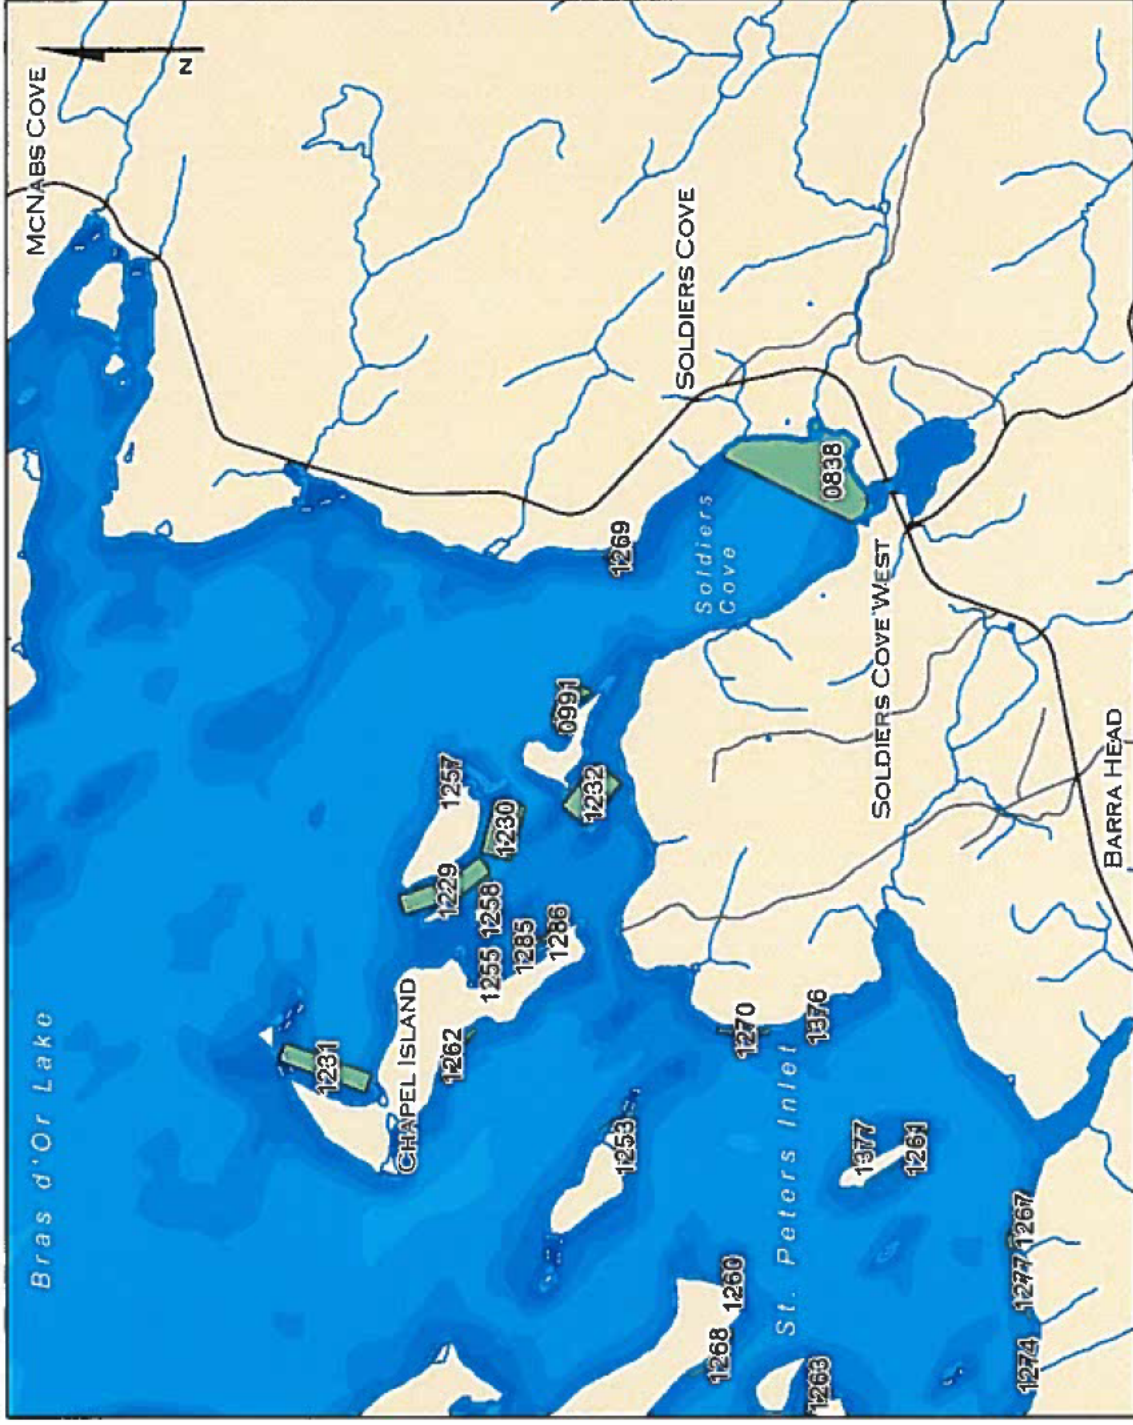 McNabs Cove
N
Bras d'Or Lake
Soldiers Cove
Soldiers
Cove
0838
1269
0991
1232
1257
1230
1229
1258
1255
1285
1286
1231
Chapel Island
1262
1253
Soldiers Cove West
Barra Head
1270
1376
St. Peters Inlet
1377
1261
1260
1268
1263
1267
1277
1274